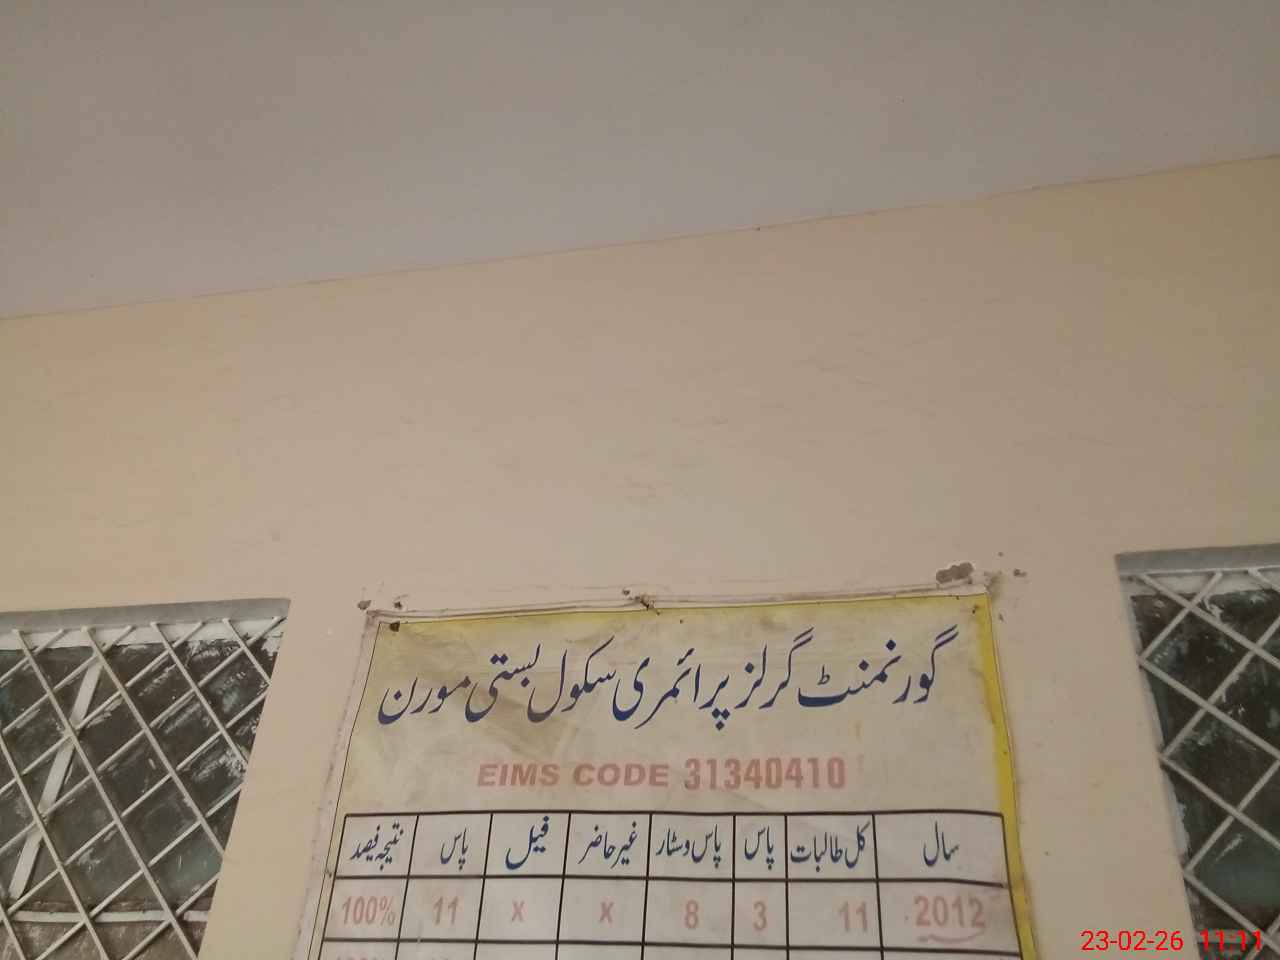 گورنمنٹ گرلز پرائمری سکول بستی مورن
EIMS CODE 31340410
سال کل طالبات پاس پاس وسٹار غیر حاضر فیل پاس نتیجہ فیصد
2012 11 3 8 x x 11 100%
23-02-26 11:11